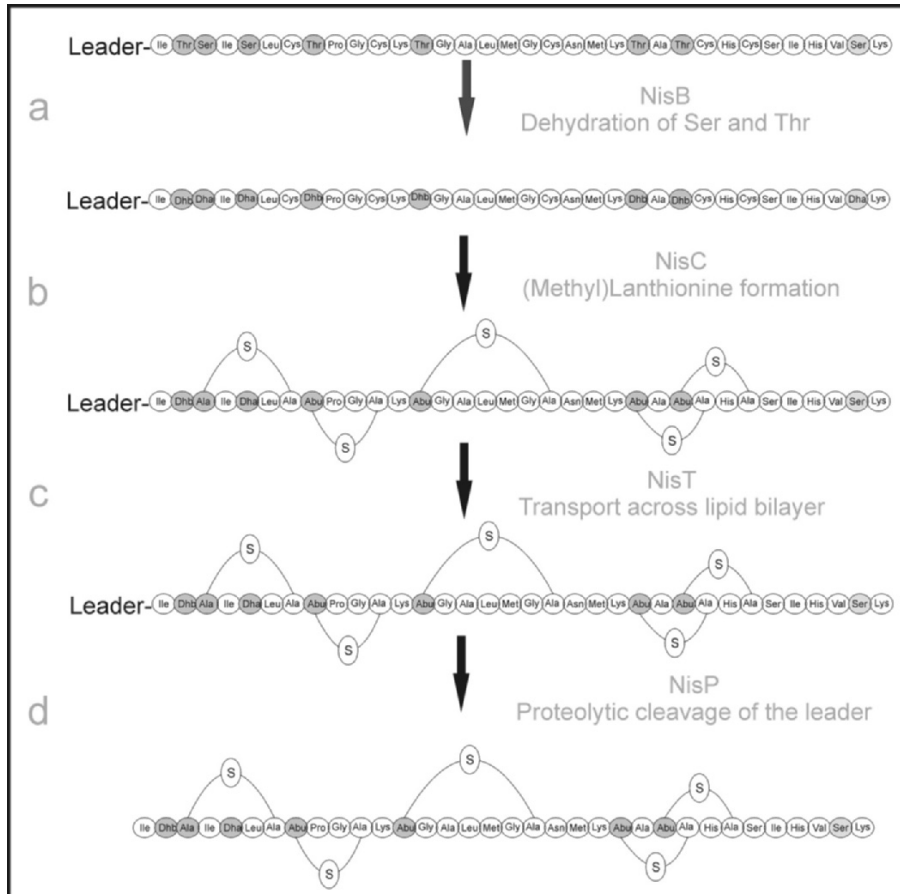 Leader- Ile Thr Ser Ile Ser Leu Cys Thr Pro Gly Cys Lys Thr Gly Ala Leu Met Gly Cys Asn Met Lys Thr Ala Thr Cys His Cys Ser Ile His Val Ser Lys
a
NisB
Dehydration of Ser and Thr
Leader- Ile Dhb Dha Ile Dha Leu Cys Dhb Pro Gly Cys Lys Dhb Gly Ala Leu Met Gly Cys Asn Met Lys Dhb Ala Dhb Cys His Cys Ser Ile His Val Dha Lys
b
NisC
(Methyl)Lanthionine formation
S S S
Leader- Ile Dhb Ala Ile Dha Leu Ala Abu Pro Gly Ala Lys Abu Gly Ala Leu Met Gly Ala Asn Met Lys Abu Ala Abu Ala His Ala Ser Ile His Val Ser Lys
S S
c
NisT
Transport across lipid bilayer
S S S
Leader- Ile Dhb Ala Ile Dha Leu Ala Abu Pro Gly Ala Lys Abu Gly Ala Leu Met Gly Ala Asn Met Lys Abu Ala Abu Ala His Ala Ser Ile His Val Ser Lys
S S
d
NisP
Proteolytic cleavage of the leader
S S S
Ile Dhb Ala Ile Dha Leu Ala Abu Pro Gly Ala Lys Abu Gly Ala Leu Met Gly Ala Asn Met Lys Abu Ala Abu Ala His Ala Ser Ile His Val Ser Lys
S S